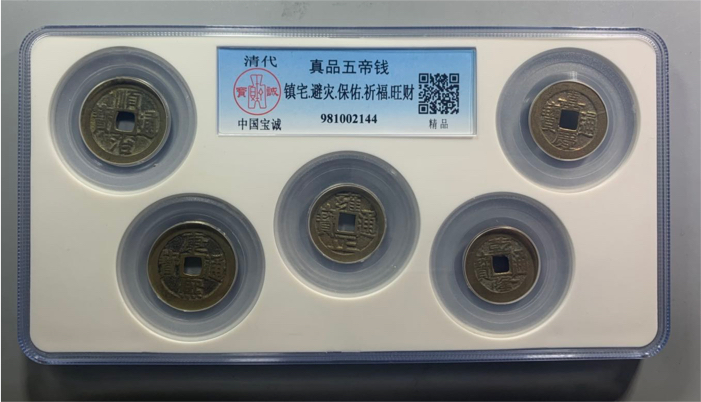 清代
真品五帝钱
寶誠
镇宅.避灾.保佑.祈福.旺财
中国宝诚
981002144
精品
順治通寶
嘉慶通寶
康熙通寶
雍正通寶
乾隆通寶